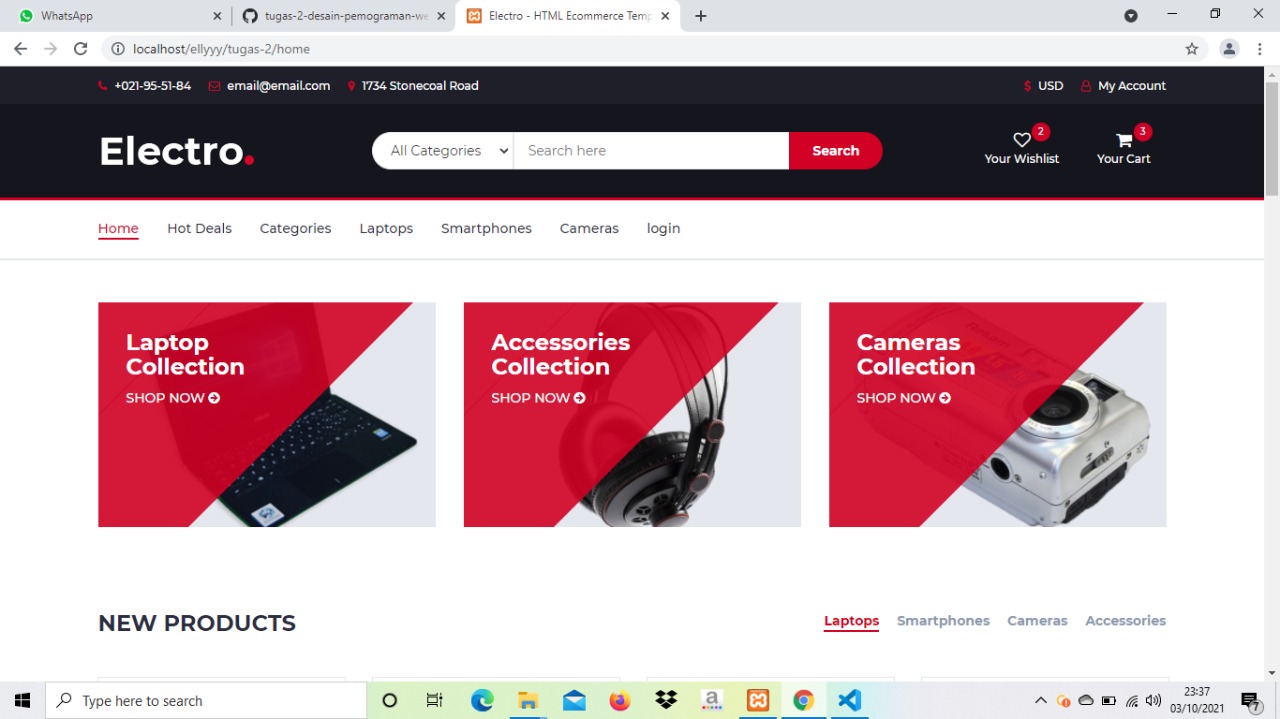 WhatsApp
tugas-2-desain-pemograman-we
Electro - HTML Ecommerce Temp
localhost/ellyyy/tugas-2/home
+021-95-51-84 email@email.com 1734 Stonecoal Road
$ USD My Account
Electro.
All Categories
Search here
Search
2
Your Wishlist
3
Your Cart
Home Hot Deals Categories Laptops Smartphones Cameras login
Laptop
Collection
SHOP NOW
Accessories
Collection
SHOP NOW
Cameras
Collection
SHOP NOW
NEW PRODUCTS
Laptops Smartphones Cameras Accessories
Type here to search
23:37
03/10/2021
7